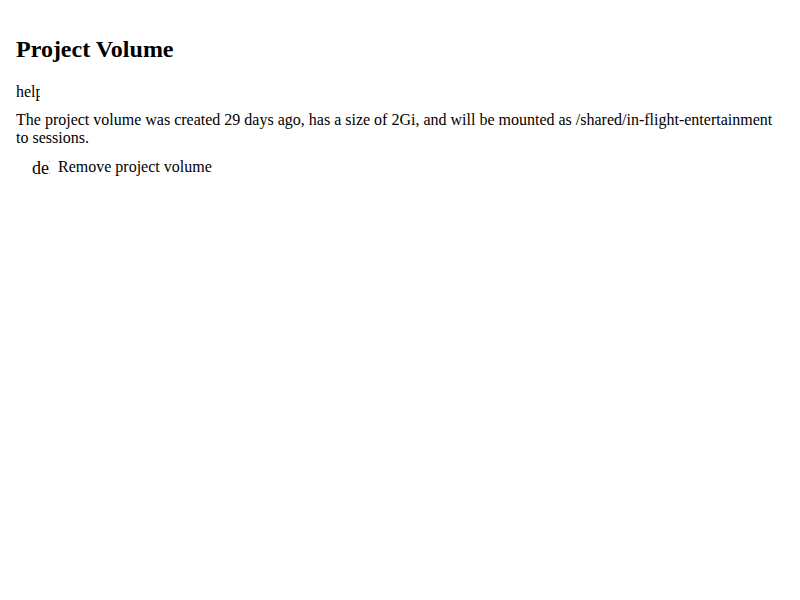 Project Volume
help
The project volume was created 29 days ago, has a size of 2Gi, and will be mounted as /shared/in-flight-entertainment
to sessions.
de Remove project volume